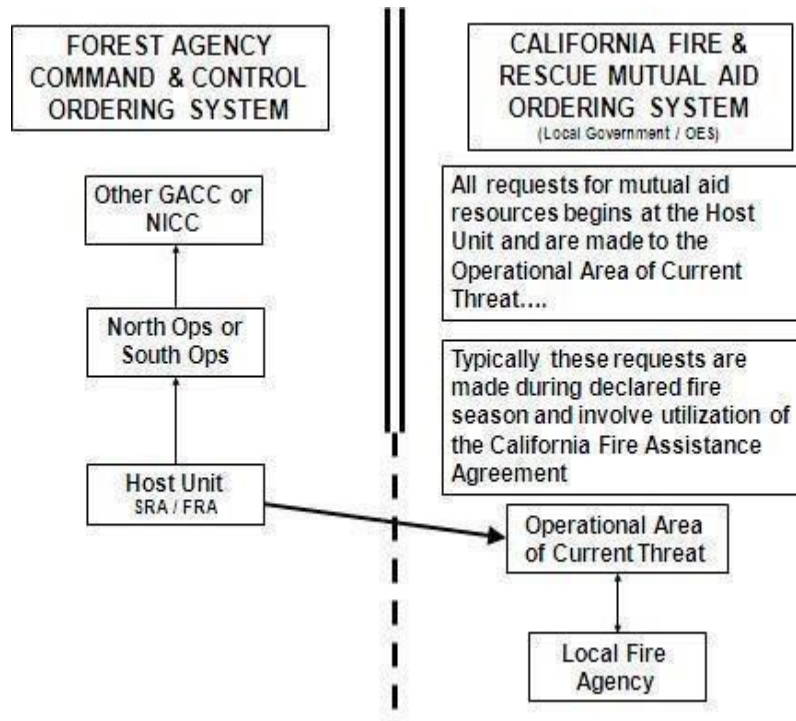 FOREST AGENCY
COMMAND & CONTROL
ORDERING SYSTEM
Other GACC or
NICC
North Ops or
South Ops
Host Unit
SRA / FRA
CALIFORNIA FIRE &
RESCUE MUTUAL AID
ORDERING SYSTEM
(Local Government / OES)
All requests for mutual aid
resources begins at the Host
Unit and are made to the
Operational Area of Current
Threat....
Typically these requests are
made during declared fire
season and involve utilization of
the California Fire Assistance
Agreement
Operational Area
of Current Threat
Local Fire
Agency